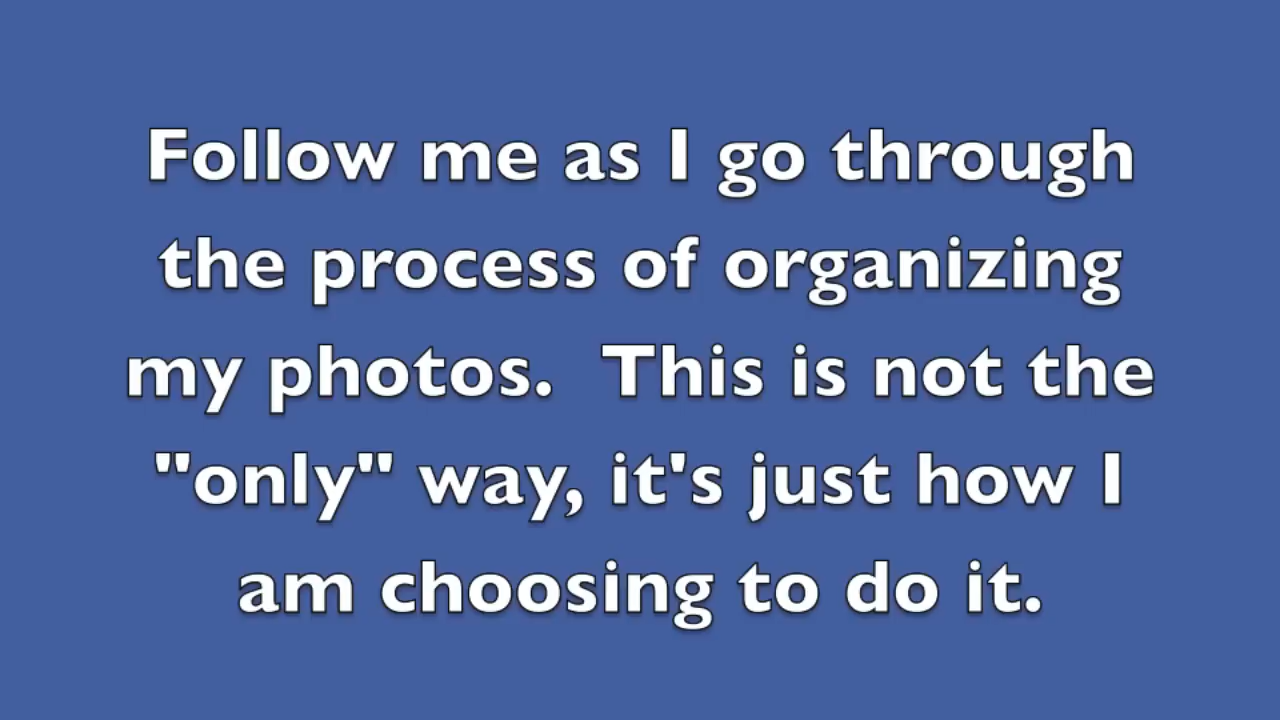 Follow me as I go through
the process of organizing
my photos.  This is not the
"only" way, it's just how I
am choosing to do it.